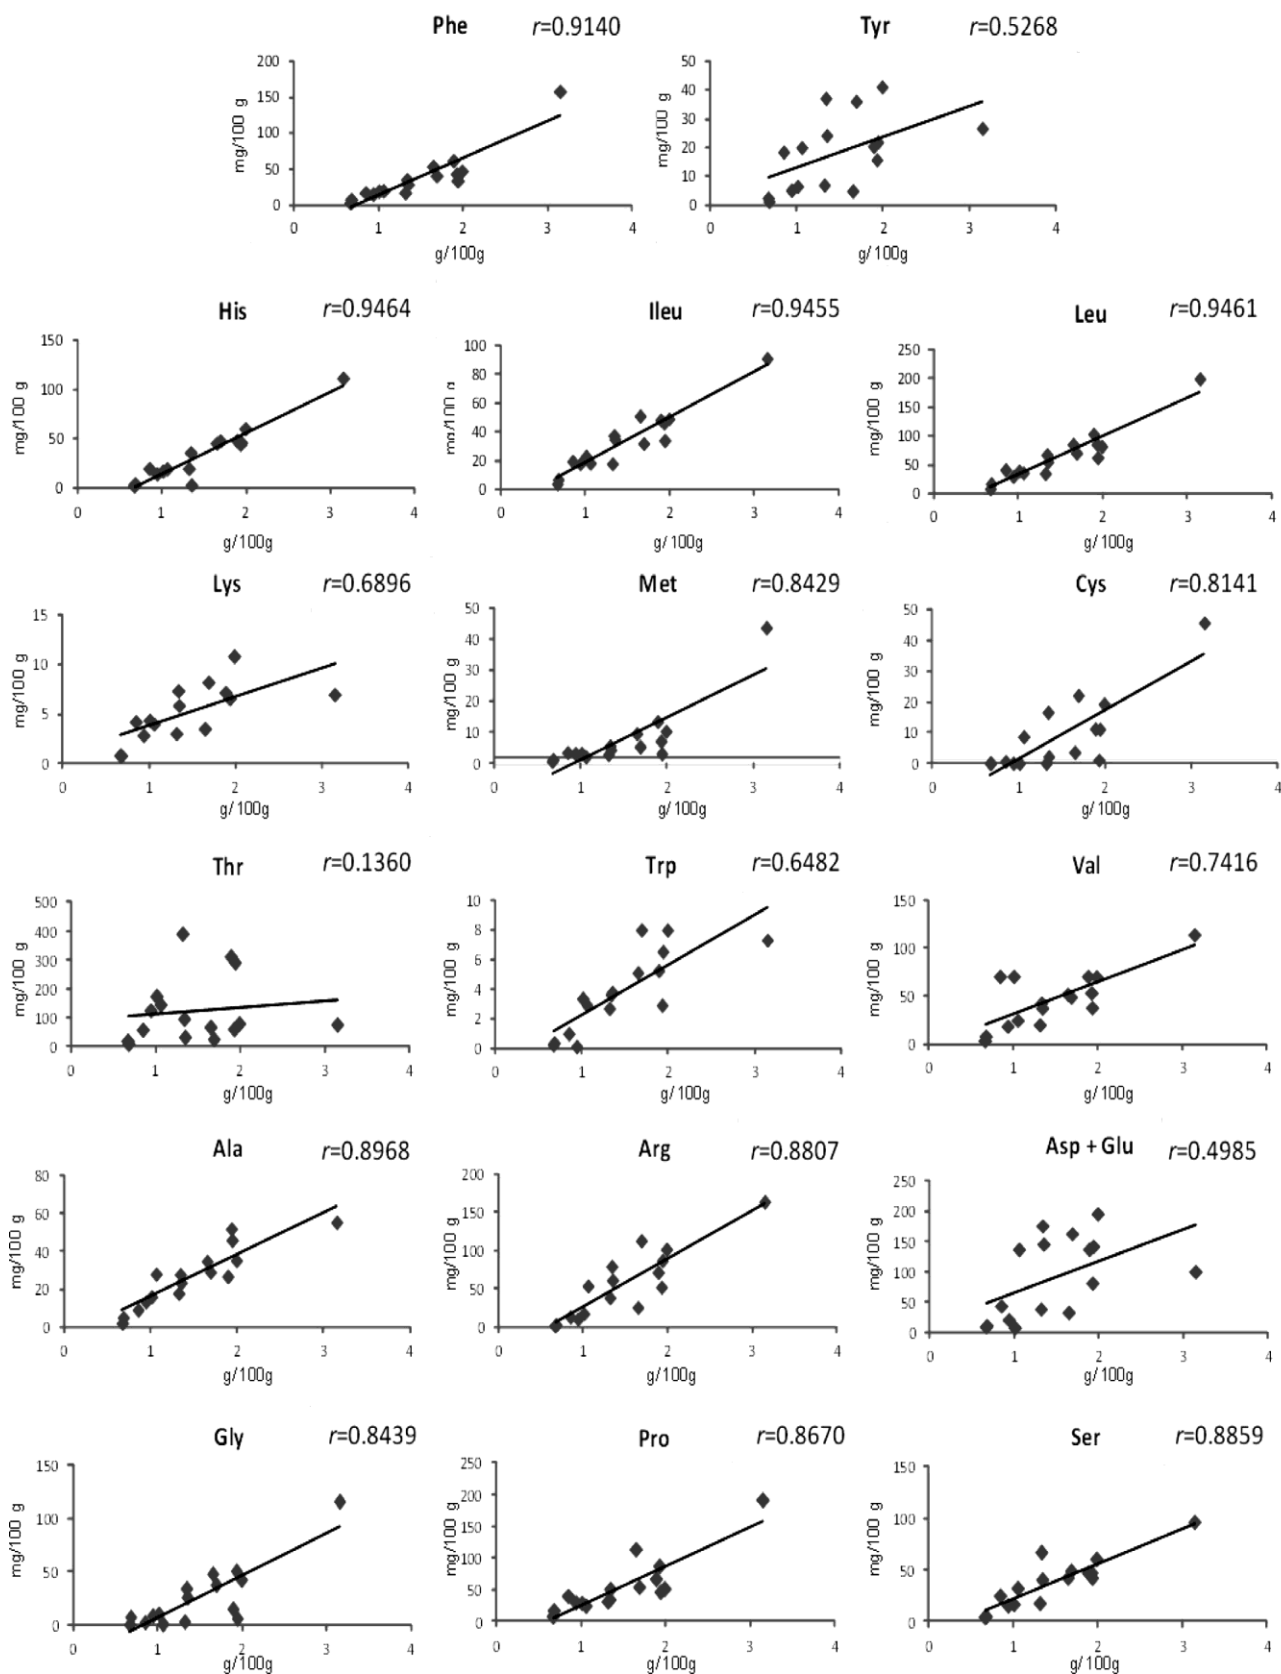 Phe r=0.9140
200
150
100
50
0
mg/100 g
0 1 2 3 4
g/100g
Tyr r=0.5268
50
40
30
20
10
0
mg/100 g
0 1 2 3 4
g/100g
His r=0.9464
150
100
50
0
mg/100 g
0 1 2 3 4
g/100g
Ileu r=0.9455
100
80
60
40
20
0
mg/100 g
0 1 2 3 4
g/100g
Leu r=0.9461
250
200
150
100
50
0
mg/100 g
0 1 2 3 4
g/100g
Lys r=0.6896
15
10
5
0
mg/100 g
0 1 2 3 4
g/100g
Met r=0.8429
50
40
30
20
10
0
mg/100 g
0 1 2 3 4
g/100g
Cys r=0.8141
50
40
30
20
10
0
mg/100 g
0 1 2 3 4
g/100g
Thr r=0.1360
500
400
300
200
100
0
mg/100 g
0 1 2 3 4
g/100g
Trp r=0.6482
10
8
6
4
2
0
mg/100 g
0 1 2 3 4
g/100g
Val r=0.7416
150
100
50
0
mg/100 g
0 1 2 3 4
g/100g
Ala r=0.8968
80
60
40
20
0
mg/100 g
0 1 2 3 4
g/100g
Arg r=0.8807
200
150
100
50
0
mg/100 g
0 1 2 3 4
g/100g
Asp + Glu r=0.4985
250
200
150
100
50
0
mg/100 g
0 1 2 3 4
g/100g
Gly r=0.8439
150
100
50
0
mg/100 g
0 1 2 3 4
g/100g
Pro r=0.8670
250
200
150
100
50
0
mg/100 g
0 1 2 3 4
g/100g
Ser r=0.8859
150
100
50
0
mg/100 g
0 1 2 3 4
g/100g